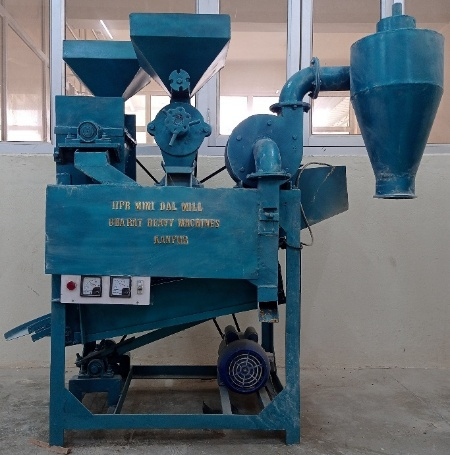 HPB MINI DAL MILL
BHARAT HEAVY MACHINES
KANPUR